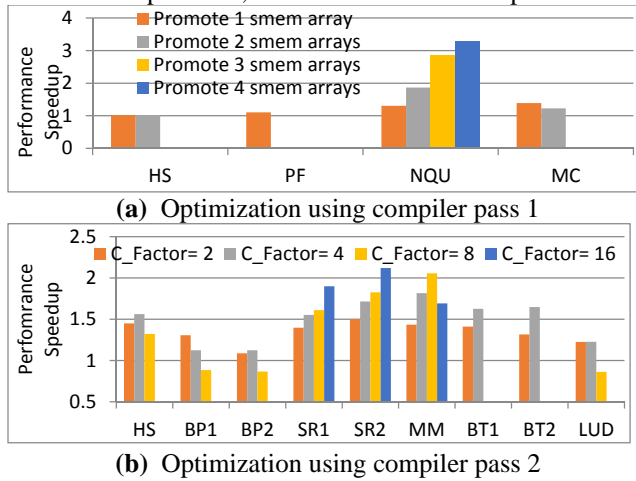 4
Promote 1 smem array
Promote 2 smem arrays
Promote 3 smem arrays
Promote 4 smem arrays
3
2
1
0
Performance
Speedup
HS PF NQU MC
(a) Optimization using compiler pass 1
2.5
C_Factor= 2 C_Factor= 4 C_Factor= 8 C_Factor= 16
2
1.5
1
0.5
Perfomrance
Speedup
HS BP1 BP2 SR1 SR2 MM BT1 BT2 LUD
(b) Optimization using compiler pass 2